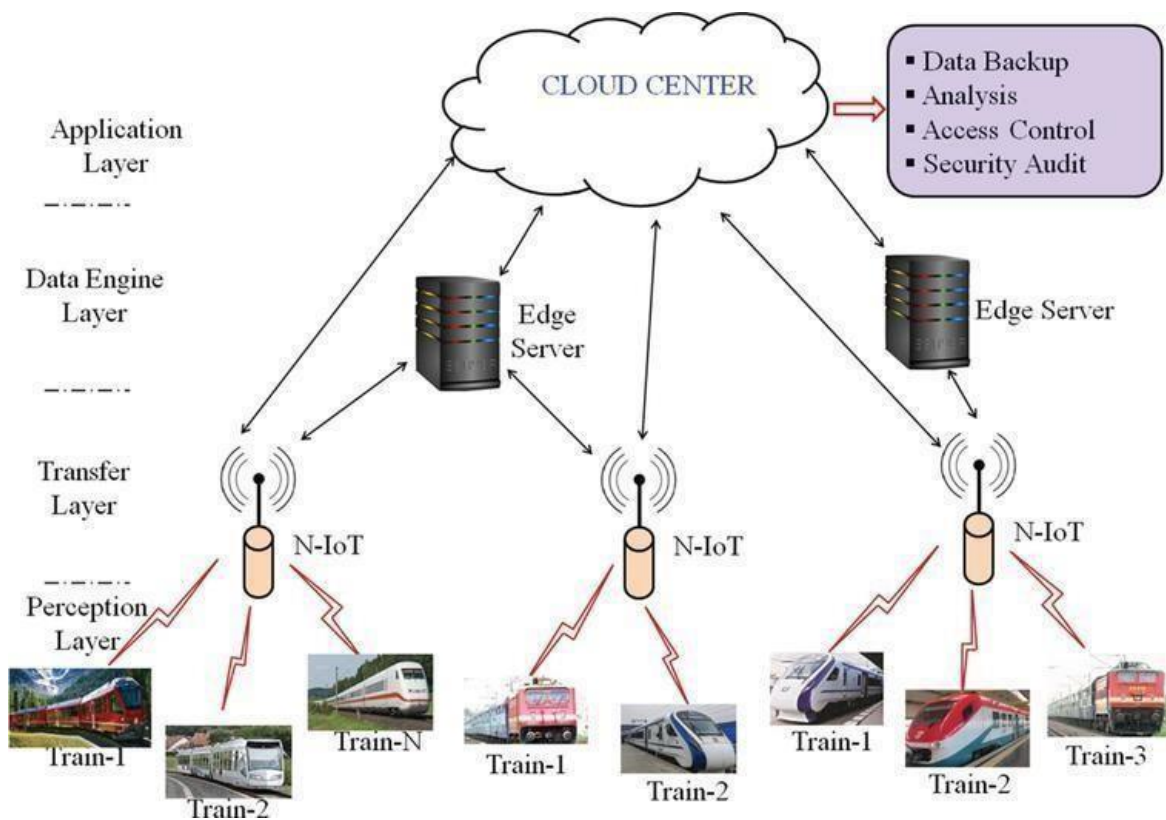 CLOUD CENTER
▪ Data Backup
▪ Analysis
▪ Access Control
▪ Security Audit
Application
Layer
Data Engine
Layer
Edge
Server
Edge Server
Transfer
Layer
N-IoT
N-IoT
N-IoT
Perception
Layer
Train-1
Train-2
Train-N
Train-1
Train-2
Train-1
Train-2
Train-3